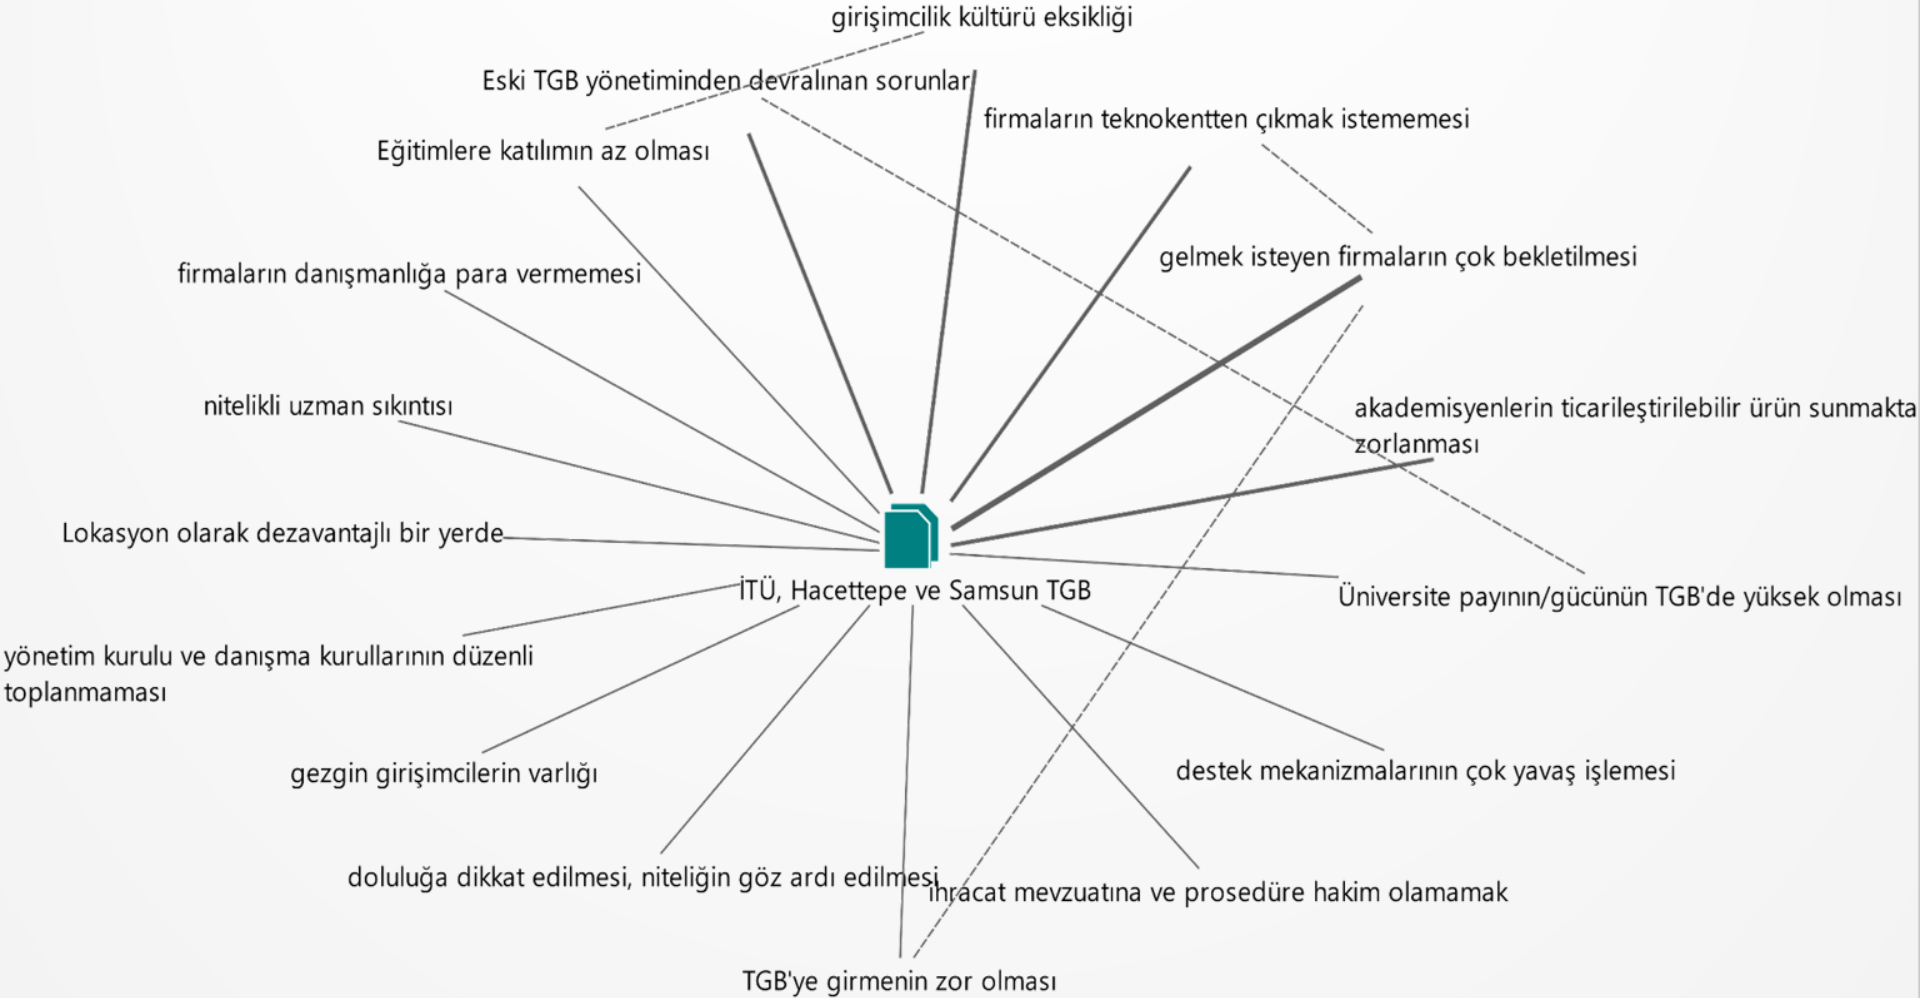 girişimcilik kültürü eksikliği
Eski TGB yönetiminden devralınan sorunlar
firmaların teknokentten çıkmak istememesi
Eğitimlere katılımın az olması
gelmek isteyen firmaların çok bekletilmesi
firmaların danışmanlığa para vermemesi
nitelikli uzman sıkıntısı
akademisyenlerin ticarileştirilebilir ürün sunmakta
zorlanması
Lokasyon olarak dezavantajlı bir yerde
İTÜ, Hacettepe ve Samsun TGB
Üniversite payının/gücünün TGB'de yüksek olması
yönetim kurulu ve danışma kurullarının düzenli
toplanmaması
gezgin girişimcilerin varlığı
destek mekanizmalarının çok yavaş işlemesi
doluluğa dikkat edilmesi, niteliğin göz ardı edilmesi
ihracat mevzuatına ve prosedüre hakim olamamak
TGB'ye girmenin zor olması